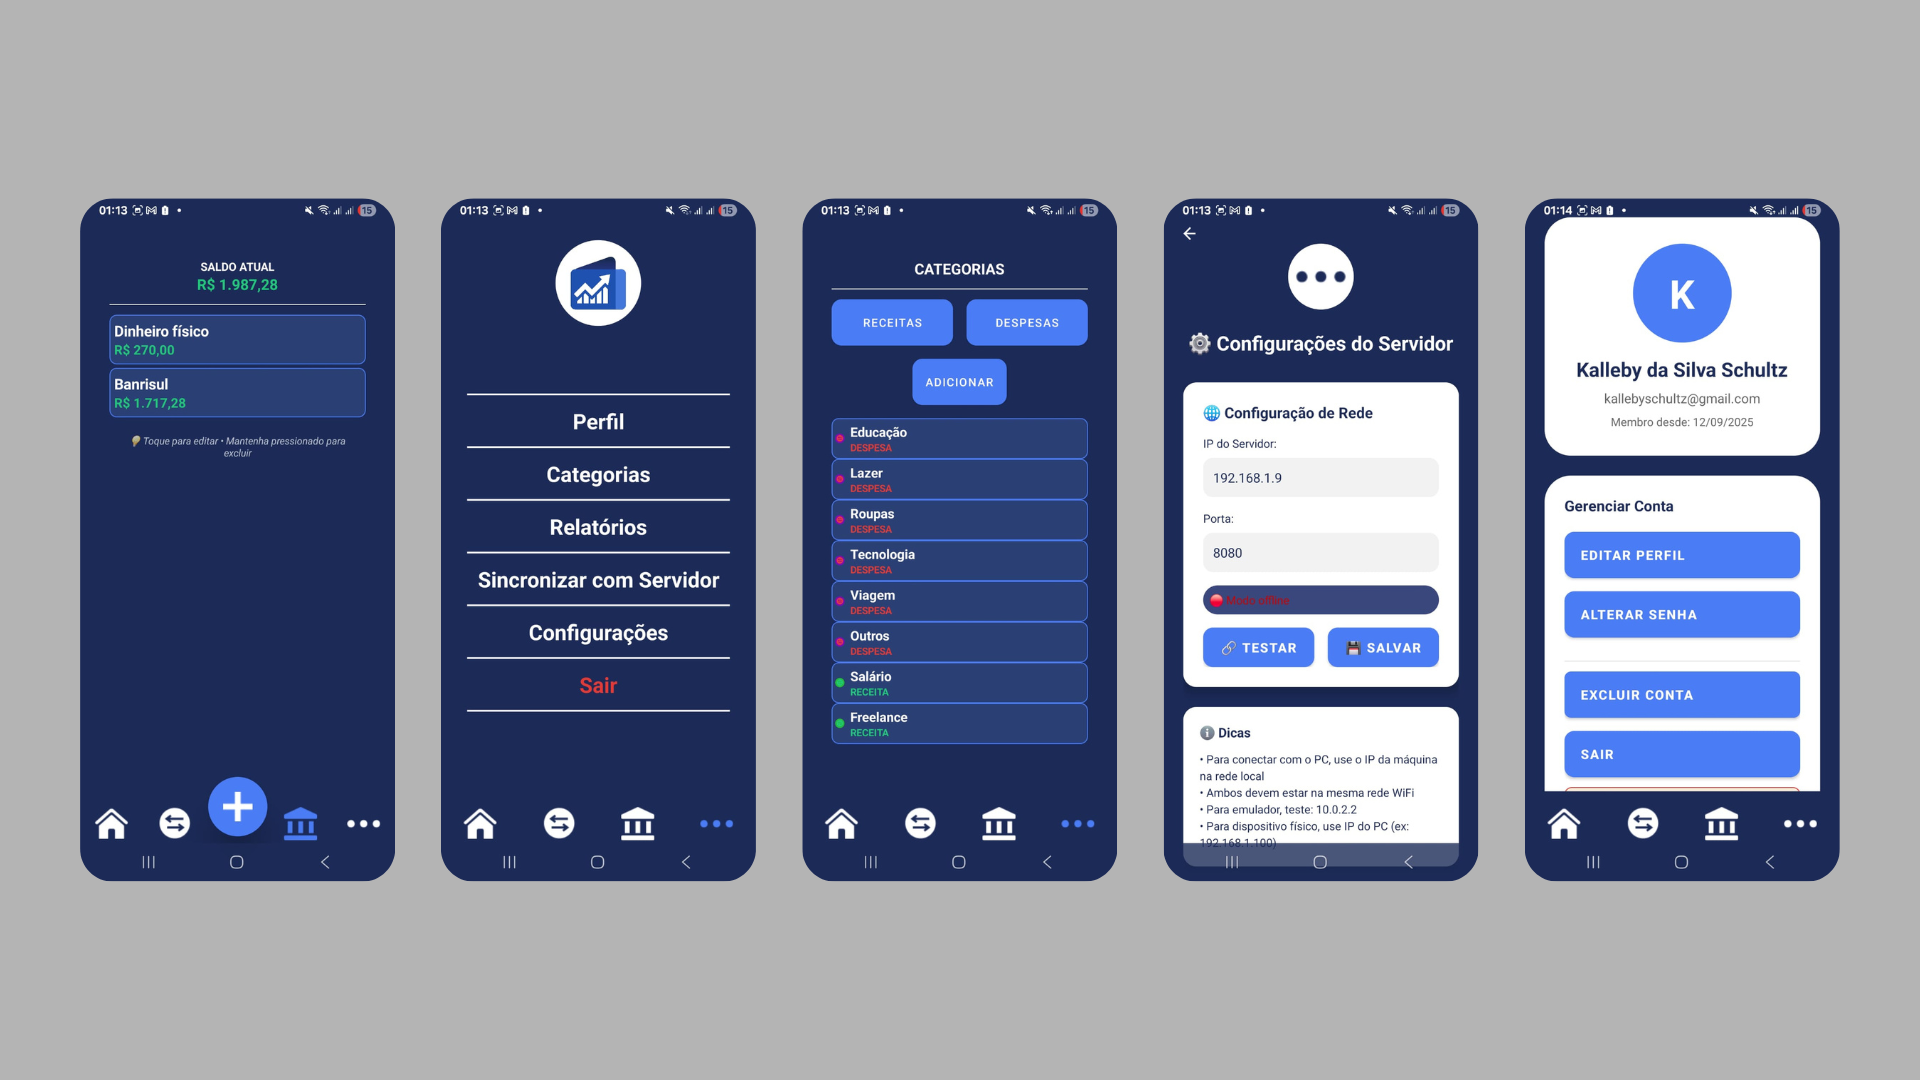 01:13
15
SALDO ATUAL
R$ 1.987,28
Dinheiro físico
R$ 270,00
Banrisul
R$ 1.717,28
Toque para editar • Mantenha pressionado para
excluir
01:13
15
Perfil
Categorias
Relatórios
Sincronizar com Servidor
Configurações
Sair
01:13
15
CATEGORIAS
RECEITAS
DESPESAS
ADICIONAR
Educação
DESPESA
Lazer
DESPESA
Roupas
DESPESA
Tecnologia
DESPESA
Viagem
DESPESA
Outros
DESPESA
Salário
RECEITA
Freelance
RECEITA
01:13
15
Configurações do Servidor
Configuração de Rede
IP do Servidor:
192.168.1.9
Porta:
8080
Modo offline
TESTAR
SALVAR
Dicas
• Para conectar com o PC, use o IP da máquina
na rede local
• Ambos devem estar na mesma rede WiFi
• Para emulador, teste: 10.0.2.2
• Para dispositivo físico, use IP do PC (ex:
192.168.1.100)
01:14
15
K
Kalleby da Silva Schultz
kallebyschultz@gmail.com
Membro desde: 12/09/2025
Gerenciar Conta
EDITAR PERFIL
ALTERAR SENHA
EXCLUIR CONTA
SAIR